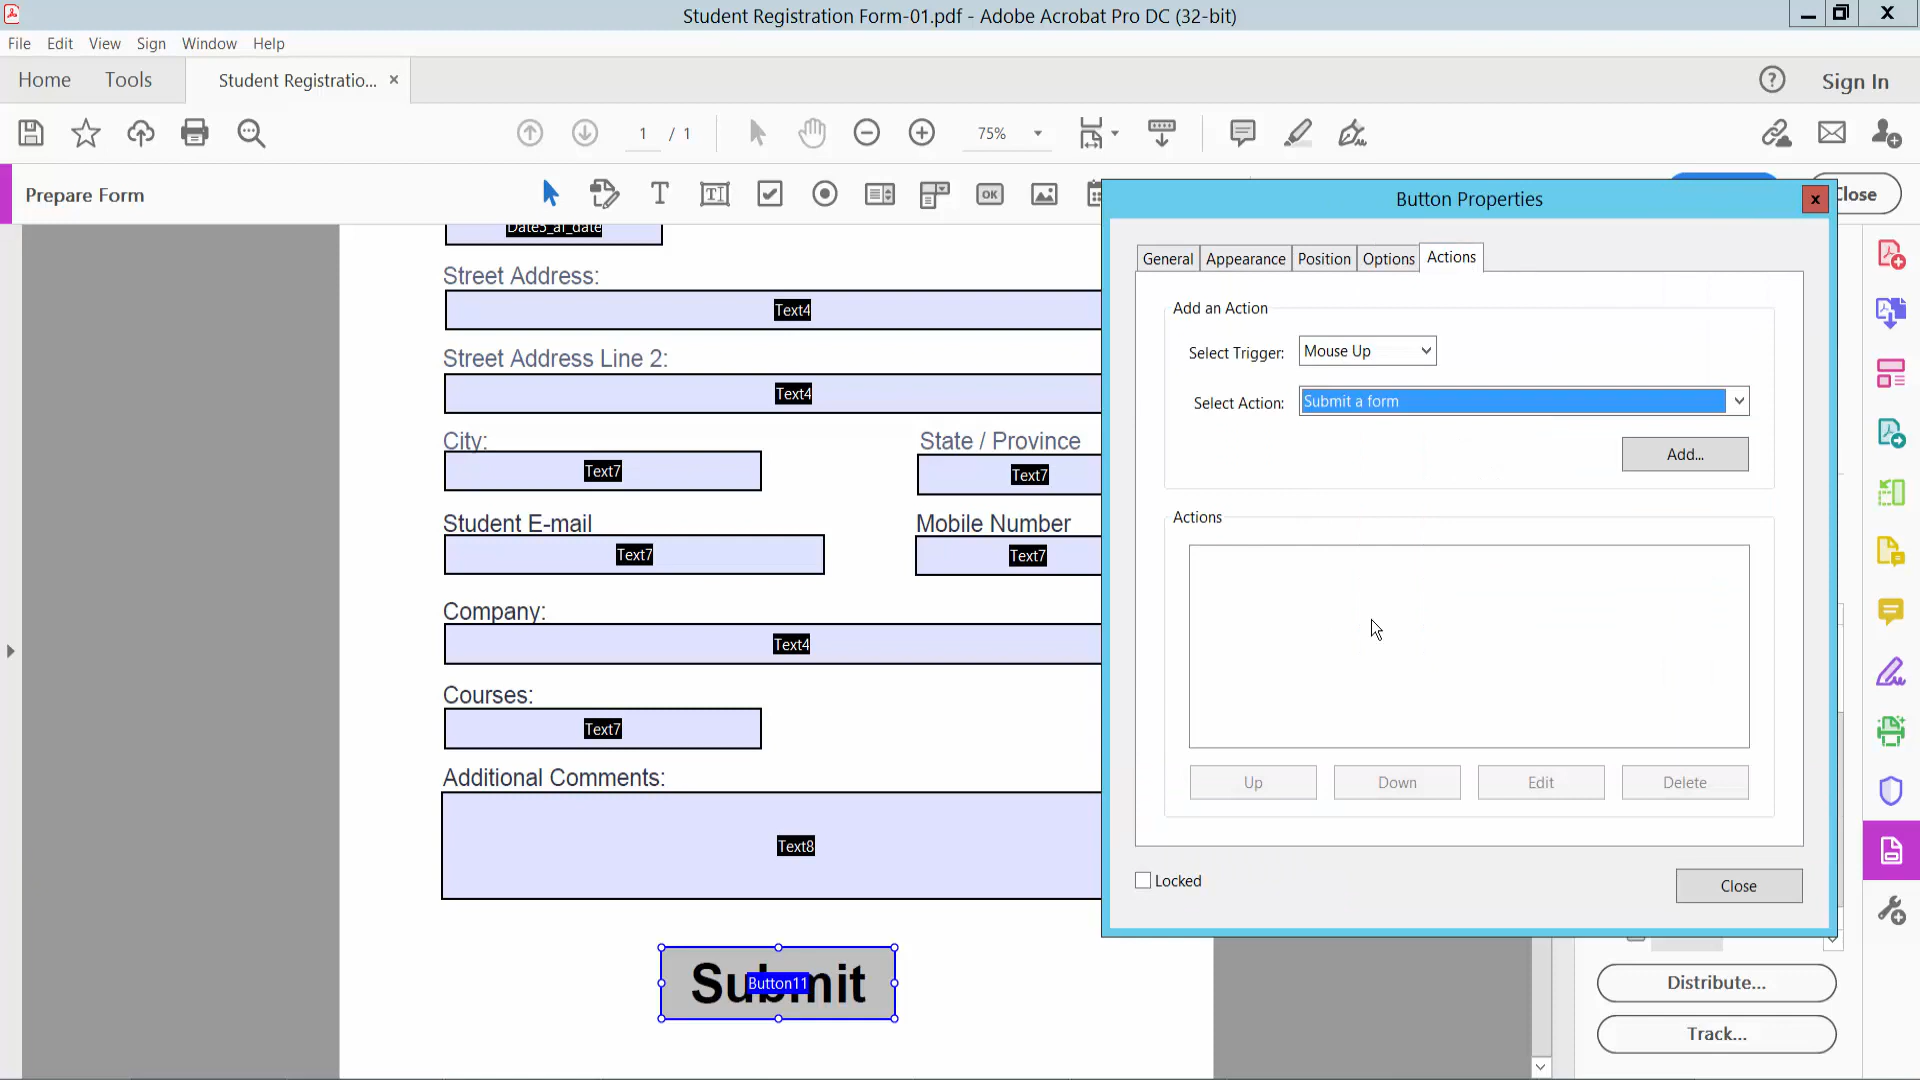 Student Registration Form-01.pdf - Adobe Acrobat Pro DC (32-bit)
File Edit View Sign Window Help
Home Tools Student Registratio... × Sign In
1 / 1 75%
Prepare Form
OK
Close
Date5_af_date
Street Address:
Text4
Street Address Line 2:
Text4
City: State / Province
Text7 Text7
Student E-mail Mobile Number
Text7 Text7
Company:
Text4
Courses:
Text7
Additional Comments:
Text8
Submit
Button11
Button Properties
General Appearance Position Options Actions
Add an Action
Select Trigger: Mouse Up
Select Action: Submit a form
Add...
Actions
Up Down Edit Delete
Locked
Close
Distribute...
Track...